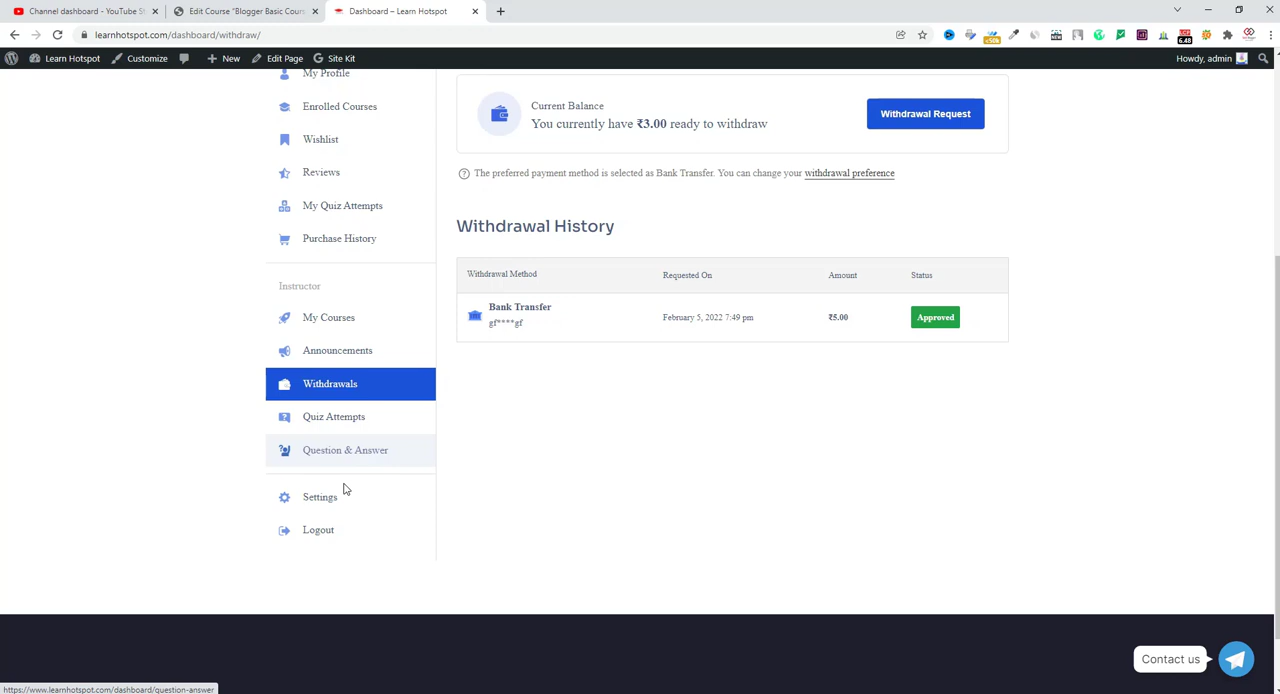 Channel dashboard - YouTube St
Edit Course "Blogger Basic Cours
Dashboard – Learn Hotspot
learnhotspot.com/dashboard/withdraw/
Learn Hotspot
Customize
New
Edit Page
Site Kit
Howdy, admin
My Profile
Enrolled Courses
Wishlist
Reviews
My Quiz Attempts
Purchase History
Instructor
My Courses
Announcements
Withdrawals
Quiz Attempts
Question & Answer
Settings
Logout
Current Balance
You currently have ₹3.00 ready to withdraw
Withdrawal Request
The preferred payment method is selected as Bank Transfer. You can change your withdrawal preference
Withdrawal History
Withdrawal Method Requested On Amount Status
Bank Transfer
gf****gf
February 5, 2022 7:49 pm ₹5.00 Approved
Contact us
https://www.learnhotspot.com/dashboard/question-answer